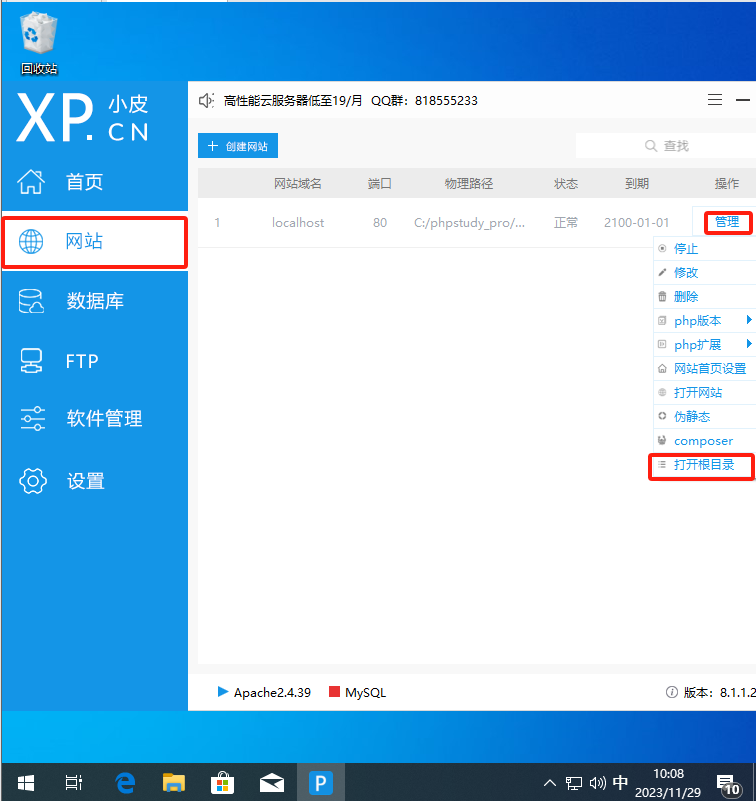 回收站
XP.小皮CN
高性能云服务器低至19/月 QQ群：818555233
首页
网站
数据库
FTP
软件管理
设置
创建网站
查找
网站域名 端口 物理路径 状态 到期 操作
1 localhost 80 C:/phpstudy_pro/... 正常 2100-01-01 管理
停止
修改
删除
php版本
php扩展
网站首页设置
打开网站
伪静态
composer
打开根目录
Apache2.4.39 MySQL 版本：8.1.1.2
P 中 10:08
2023/11/29 10